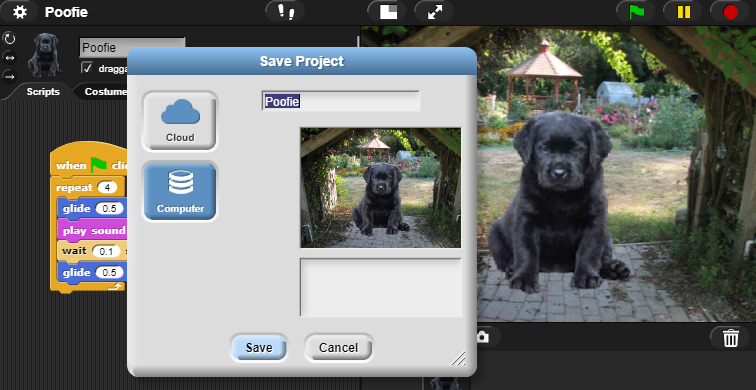 Poofie
Poofie
dragga
Scripts
Costume
when clic
repeat 4
glide 0.5
play sound
wait 0.1 s
glide 0.5
Save Project
Cloud
Computer
Poofie
Save
Cancel